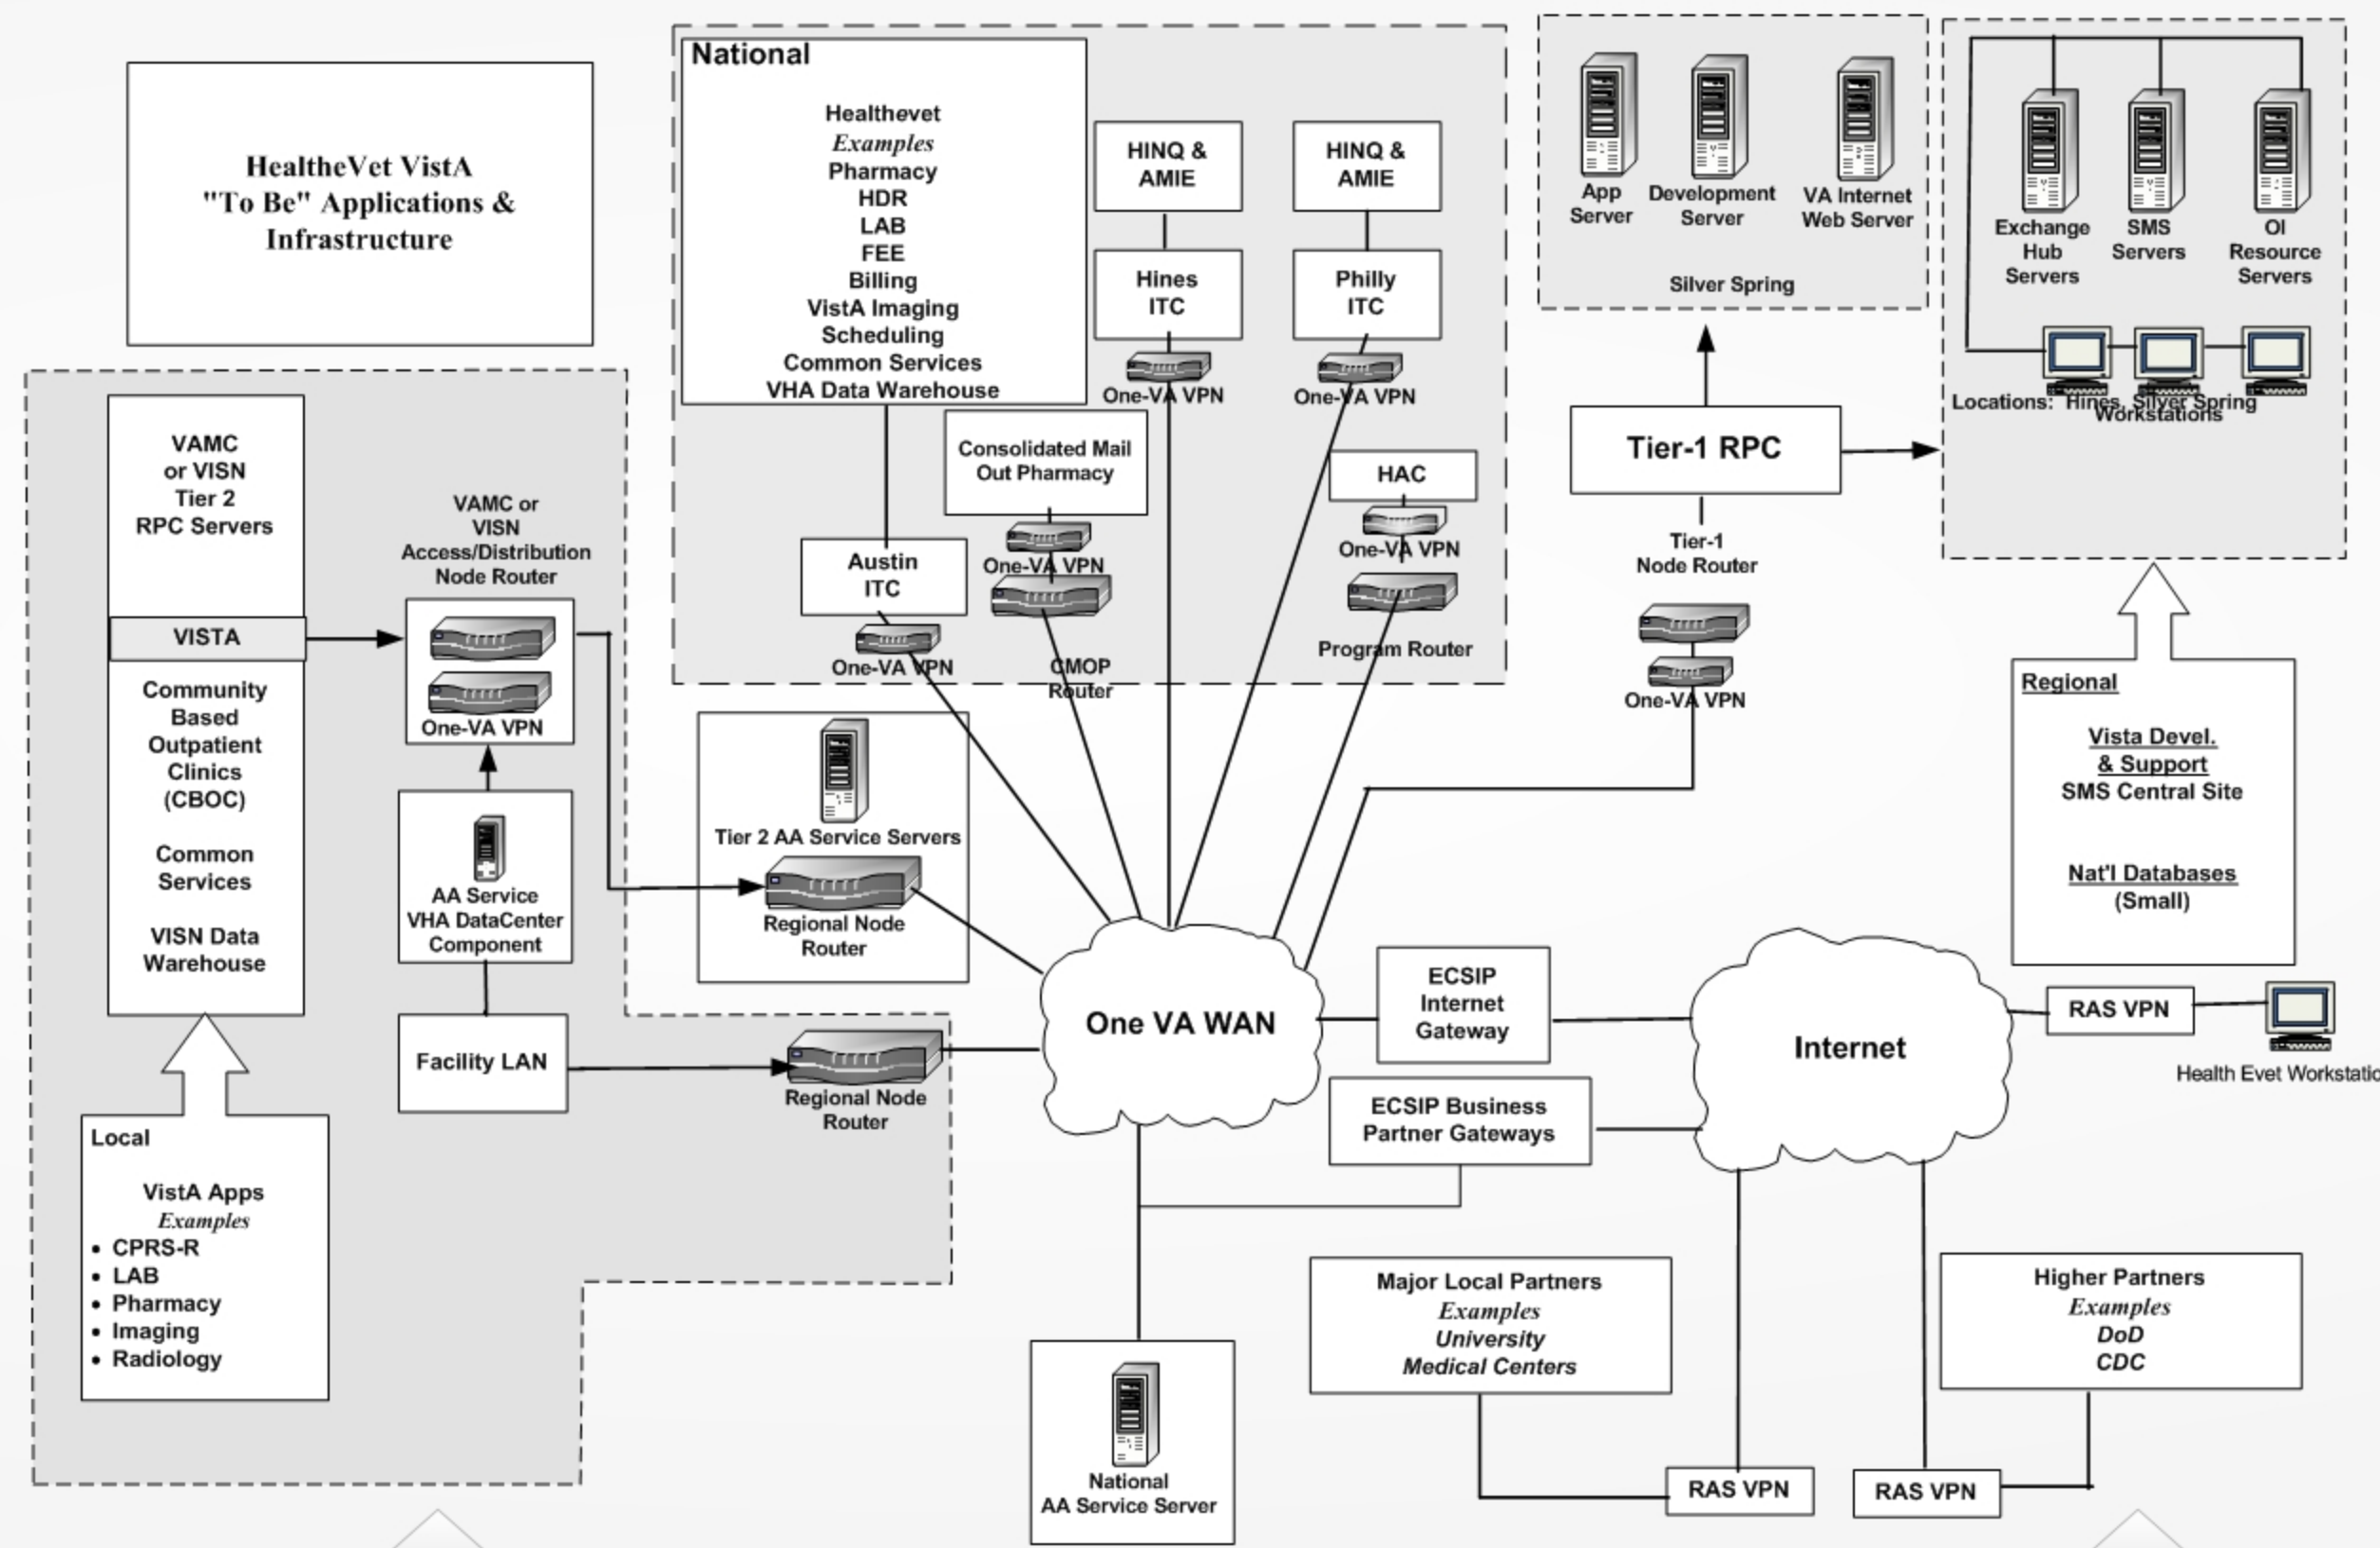 HealtheVet VistA
"To Be" Applications &
Infrastructure
VAMC
or VISN
Tier 2
RPC Servers
VISTA
Community
Based
Outpatient
Clinics
(CBOC)
Common
Services
VISN Data
Warehouse
Local
VistA Apps
Examples
• CPRS-R
• LAB
• Pharmacy
• Imaging
• Radiology
VAMC or
VISN
Access/Distribution
Node Router
One-VA VPN
AA Service
VHA DataCenter
Component
Facility LAN
Regional Node
Router
Tier 2 AA Service Servers
Regional Node
Router
National
Healthevet
Examples
Pharmacy
HDR
LAB
FEE
Billing
VistA Imaging
Scheduling
Common Services
VHA Data Warehouse
Austin
ITC
One-VA VPN
Consolidated Mail
Out Pharmacy
One-VA VPN
CMOP
Router
HINQ &
AMIE
Hines
ITC
One-VA VPN
HINQ &
AMIE
Philly
ITC
One-VA VPN
HAC
One-VA VPN
Program Router
App
Server
Development
Server
VA Internet
Web Server
Silver Spring
Tier-1 RPC
Tier-1
Node Router
One-VA VPN
Exchange
Hub
Servers
SMS
Servers
OI
Resource
Servers
Locations: Hines, Silver Spring
Workstations
Regional
Vista Devel.
& Support
SMS Central Site
Nat'l Databases
(Small)
One VA WAN
ECSIP
Internet
Gateway
ECSIP Business
Partner Gateways
Internet
RAS VPN
Health Evet Workstatio
National
AA Service Server
Major Local Partners
Examples
University
Medical Centers
RAS VPN
Higher Partners
Examples
DoD
CDC
RAS VPN